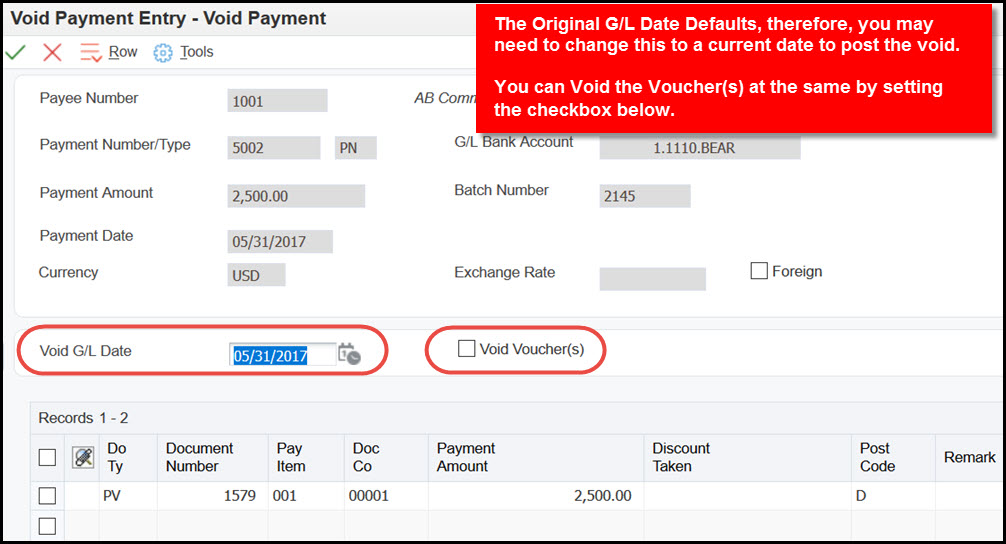 Void Payment Entry - Void Payment
The Original G/L Date Defaults, therefore, you may
need to change this to a current date to post the void.
You can Void the Voucher(s) at the same by setting
the checkbox below.
Row Tools
Payee Number 1001 AB Comm
Payment Number/Type 5002 PN G/L Bank Account 1.1110.BEAR
Payment Amount 2,500.00 Batch Number 2145
Payment Date 05/31/2017
Currency USD Exchange Rate Foreign
Void G/L Date 05/31/2017 Void Voucher(s)
Records 1 - 2
Do Ty Document Number Pay Item Doc Co Payment Amount Discount Taken Post Code Remark
PV 1579 001 00001 2,500.00 D